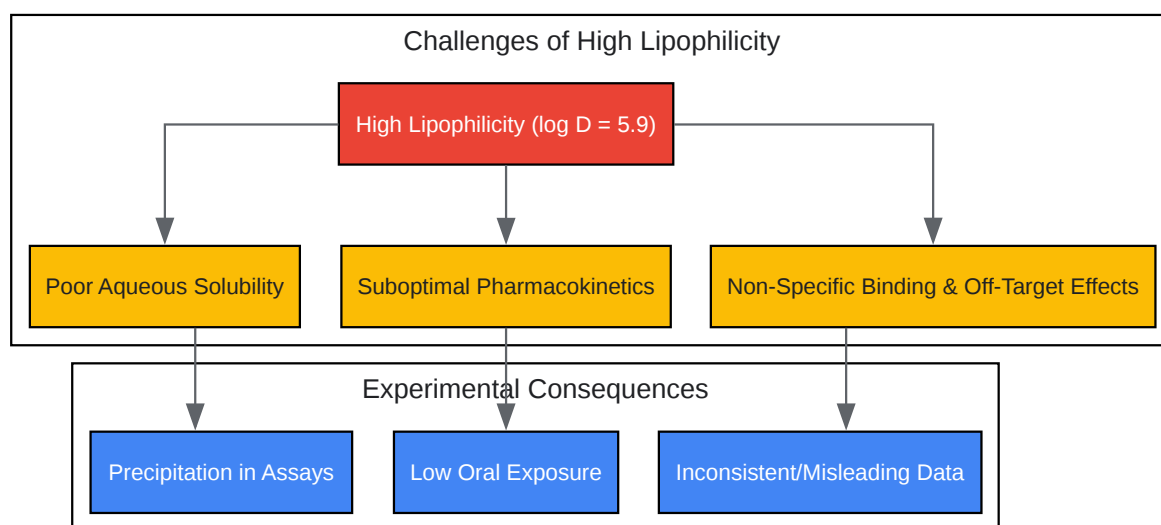 Challenges of High Lipophilicity
High Lipophilicity (log D = 5.9)
Poor Aqueous Solubility
Suboptimal Pharmacokinetics
Non-Specific Binding & Off-Target Effects
Experimental Consequences
Precipitation in Assays
Low Oral Exposure
Inconsistent/Misleading Data